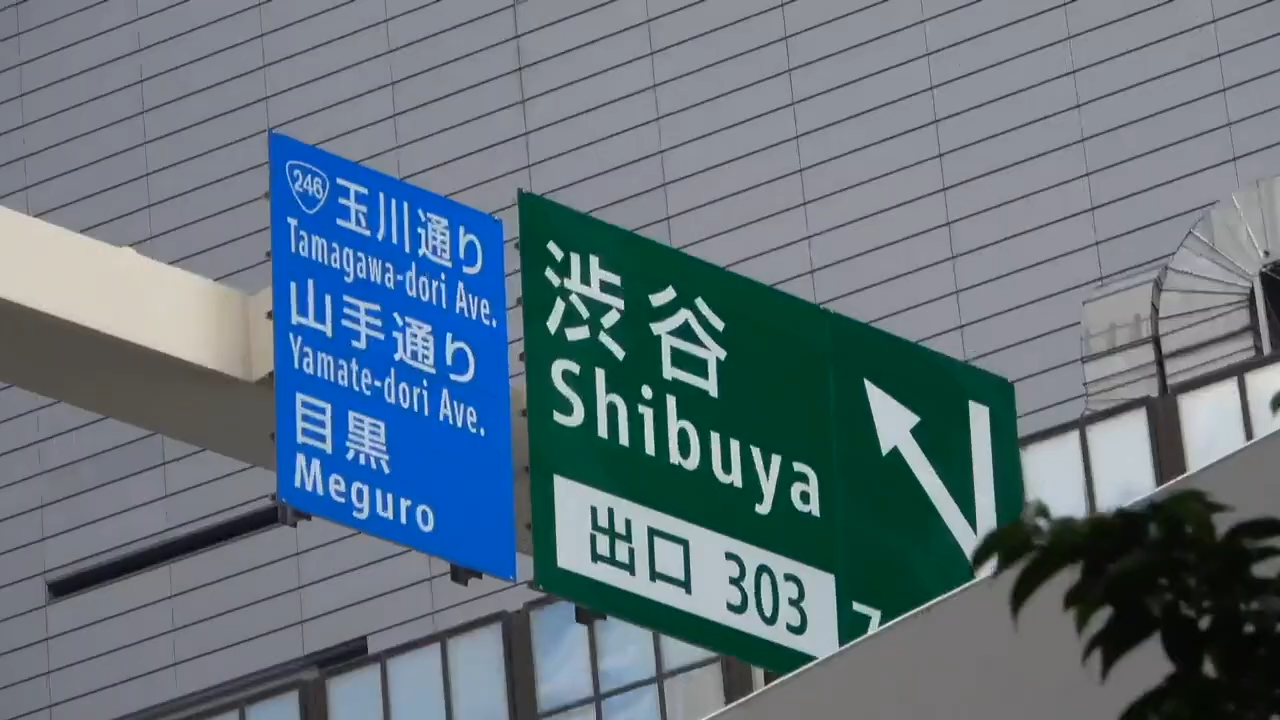 246 玉川通り
Tamagawa-dori Ave.
山手通り
Yamate-dori Ave.
目黒
Meguro
渋谷
Shibuya
出口 303